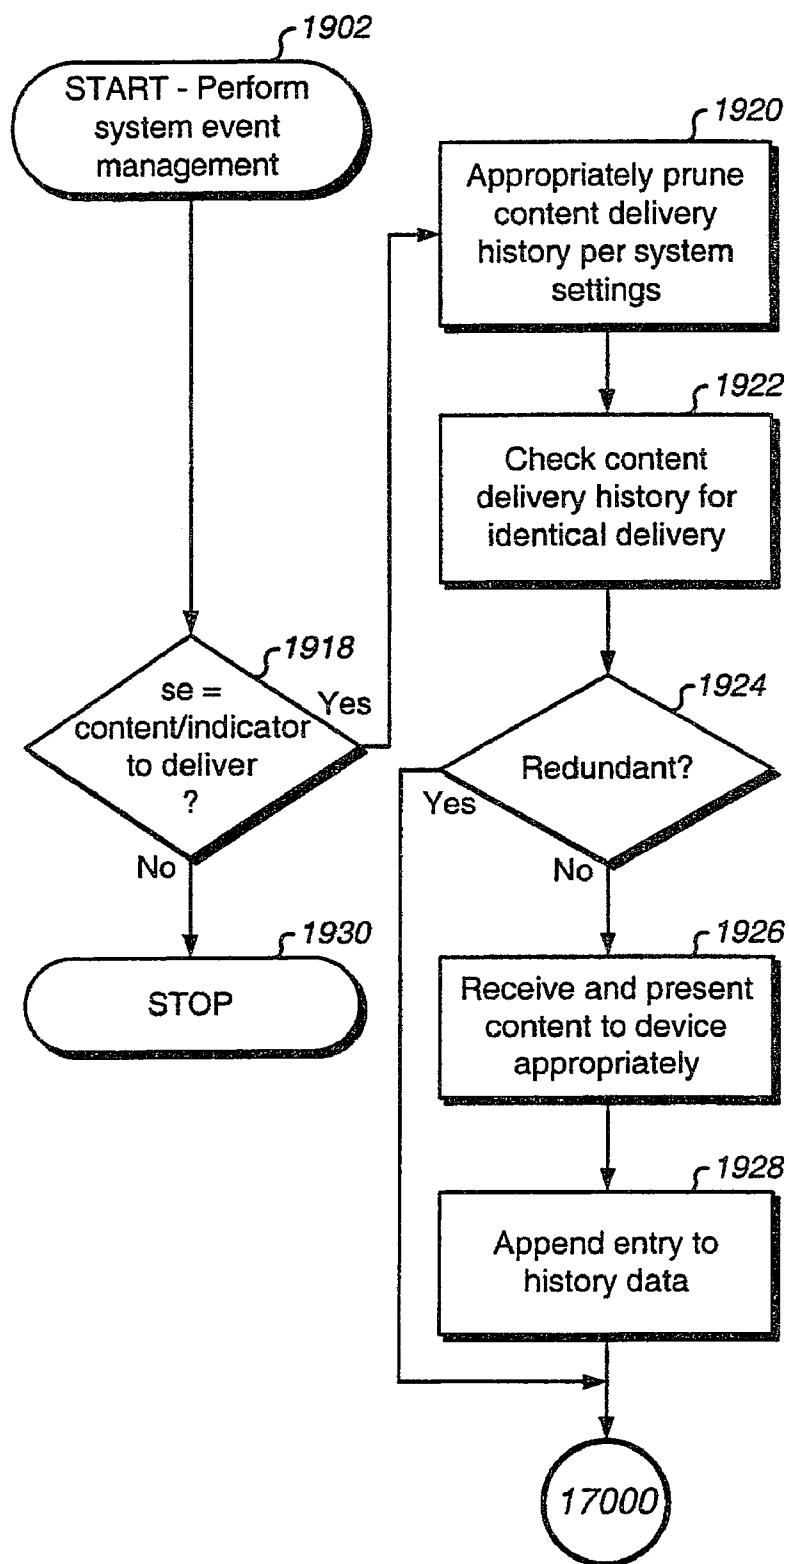 1902
START - Perform
system event
management
1918
se =
content/indicator
to deliver
?
Yes
No
1930
STOP
1920
Appropriately prune
content delivery
history per system
settings
1922
Check content
delivery history for
identical delivery
1924
Redundant?
Yes
No
1926
Receive and present
content to device
appropriately
1928
Append entry to
history data
17000